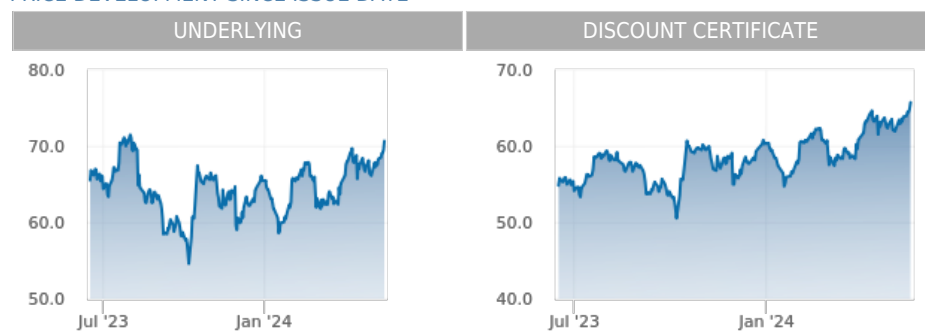 UNDERLYING
DISCOUNT CERTIFICATE
80.0
70.0
60.0
50.0
Jul '23 Jan '24
70.0
60.0
50.0
40.0
Jul '23 Jan '24